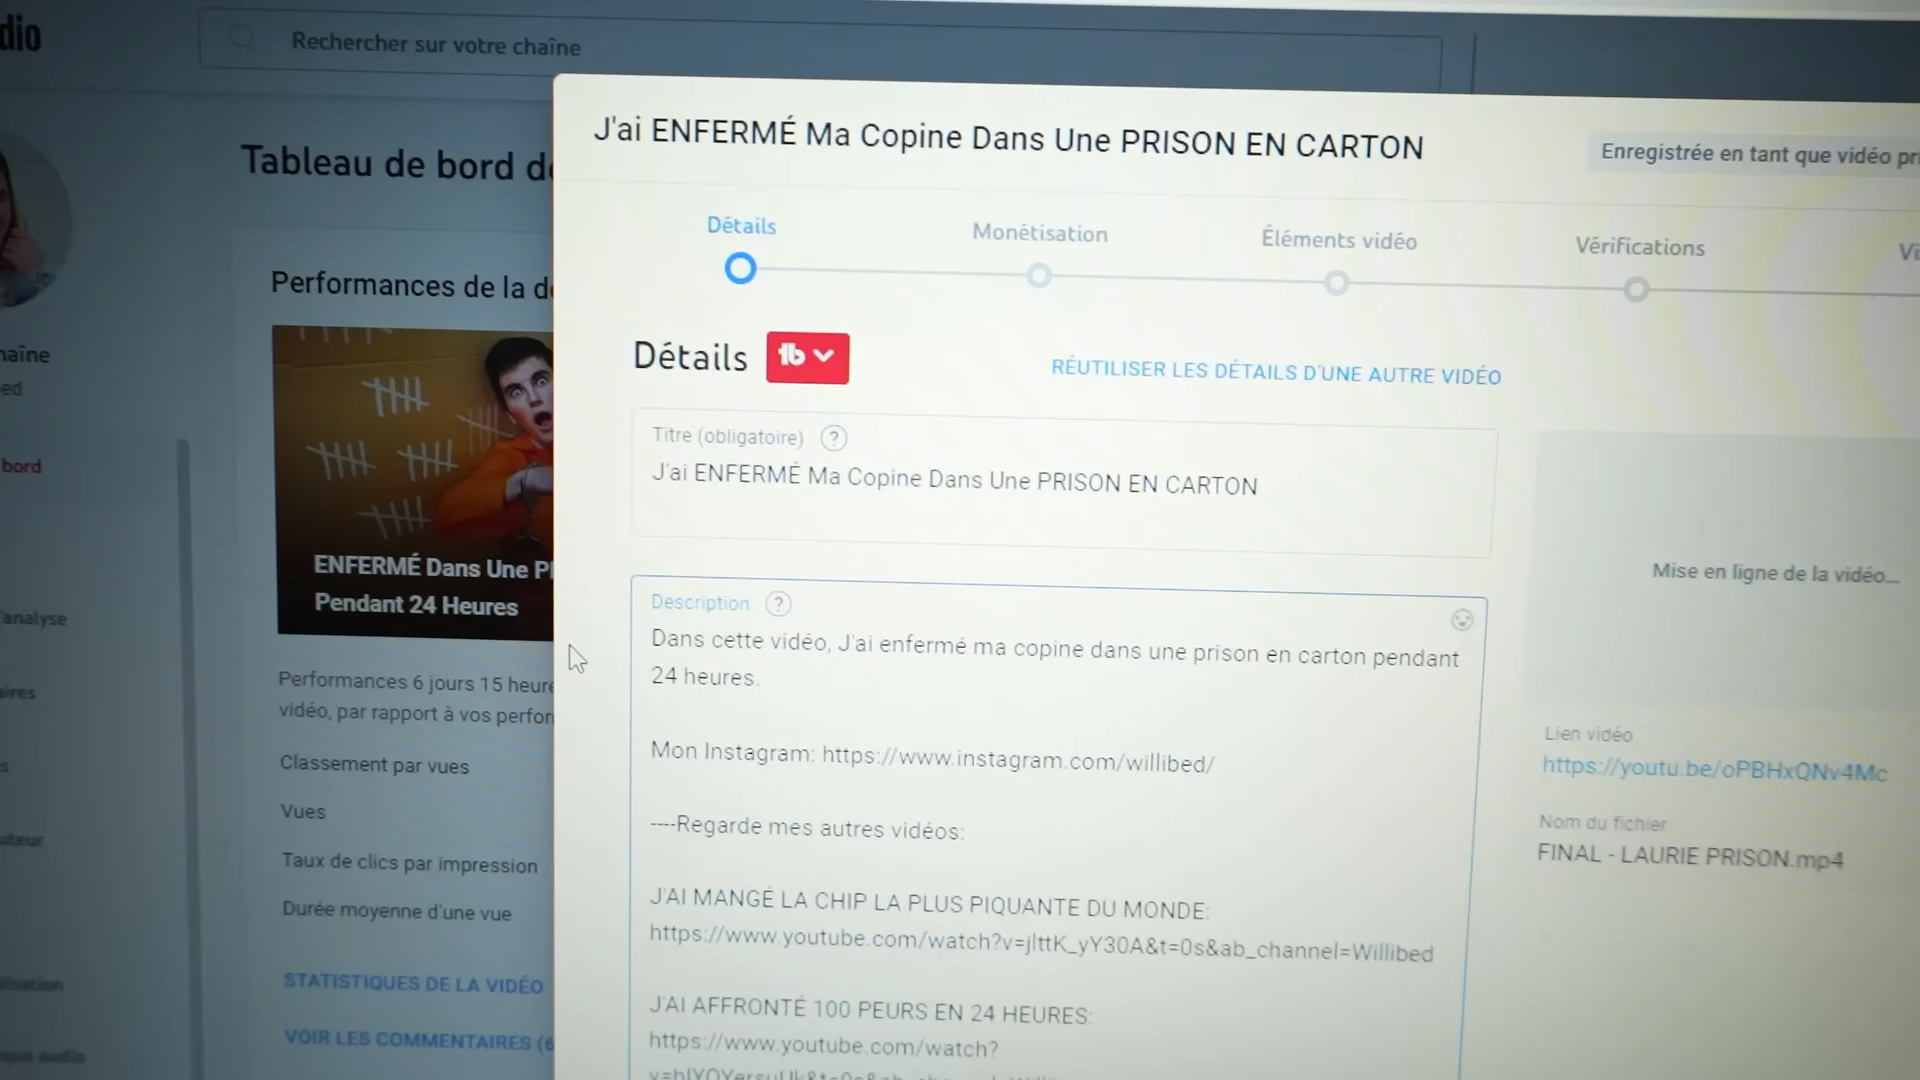 dio
Rechercher sur votre chaîne
J'ai ENFERMÉ Ma Copine Dans Une PRISON EN CARTON
Enregistrée en tant que vidéo
Tableau de bord
Détails
Monétisation
Éléments vidéo
Vérifications
Performances de la
Détails
tb
RÉUTILISER LES DÉTAILS D'UNE AUTRE VIDÉO
Titre (obligatoire) ?
J'ai ENFERMÉ Ma Copine Dans Une PRISON EN CARTON
ed
bord
ENFERMÉ Dans Une
Pendant 24 Heures
Mise en ligne de la vidéo...
Description ?
Dans cette vidéo, J'ai enfermé ma copine dans une prison en carton pendant
24 heures.
Mon Instagram: https://www.instagram.com/willibed/
----Regarde mes autres vidéos:
J'AI MANGÉ LA CHIP LA PLUS PIQUANTE DU MONDE:
https://www.youtube.com/watch?v=jlttK_yY30A&t=0s&ab_channel=Willibed
J'AI AFFRONTÉ 100 PEURS EN 24 HEURES:
https://www.youtube.com/watch?
Lien vidéo
https://youtu.be/oPBHxQNv4Mc
Nom du fichier
FINAL - LAURIE PRISON.mp4
analyse
Performances 6 jours 15
vidéo, par rapport à vos
Classement par vues
Vues
Taux de clics par impression
Durée moyenne d'une vue
STATISTIQUES DE LA VIDÉO
VOIR LES COMMENTAIRES
audio